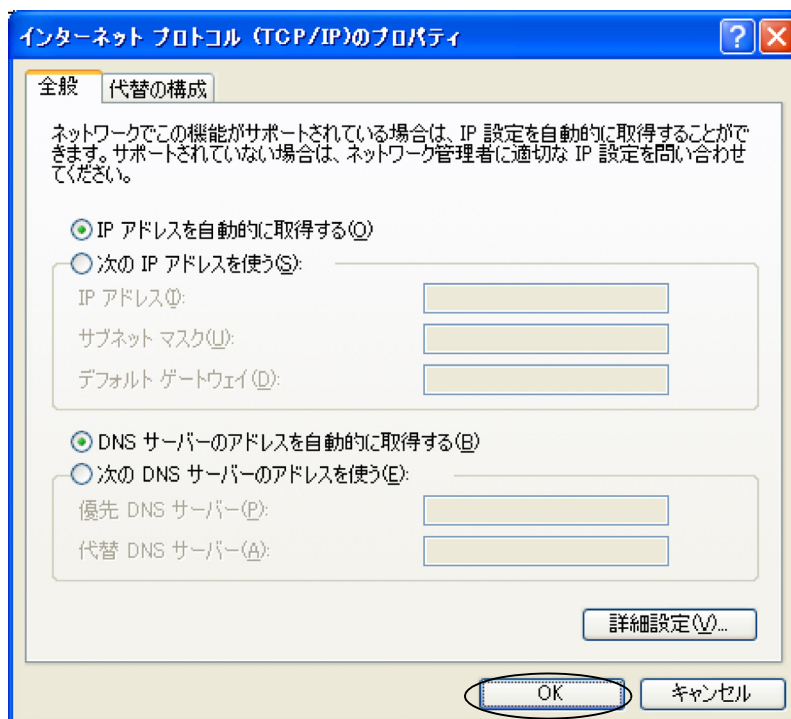 インターネット プロトコル (TCP/IP)のプロパティ
全般
代替の構成
ネットワークでこの機能がサポートされている場合は、IP 設定を自動的に取得することがで
きます。サポートされていない場合は、ネットワーク管理者に適切な IP 設定を問い合わせ
てください。
IP アドレスを自動的に取得する(O)
次の IP アドレスを使う(S):
IP アドレス(I):
サブネット マスク(U):
デフォルト ゲートウェイ(D):
DNS サーバーのアドレスを自動的に取得する(B)
次の DNS サーバーのアドレスを使う(E):
優先 DNS サーバー(P):
代替 DNS サーバー(A):
詳細設定(V)...
OK
キャンセル